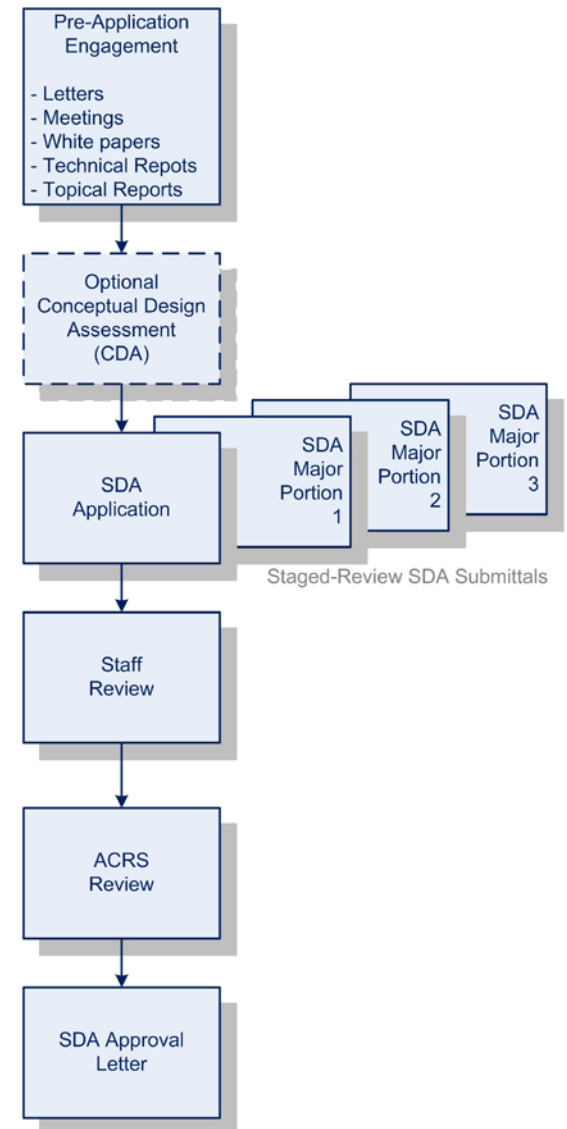 Pre-Application
Engagement
- Letters
- Meetings
- White papers
- Technical Repots
- Topical Reports
Optional
Conceptual Design
Assessment
(CDA)
SDA
Application
SDA
Major
Portion
1
SDA
Major
Portion
2
SDA
Major
Portion
3
Staged-Review SDA Submittals
Staff
Review
ACRS
Review
SDA Approval
Letter